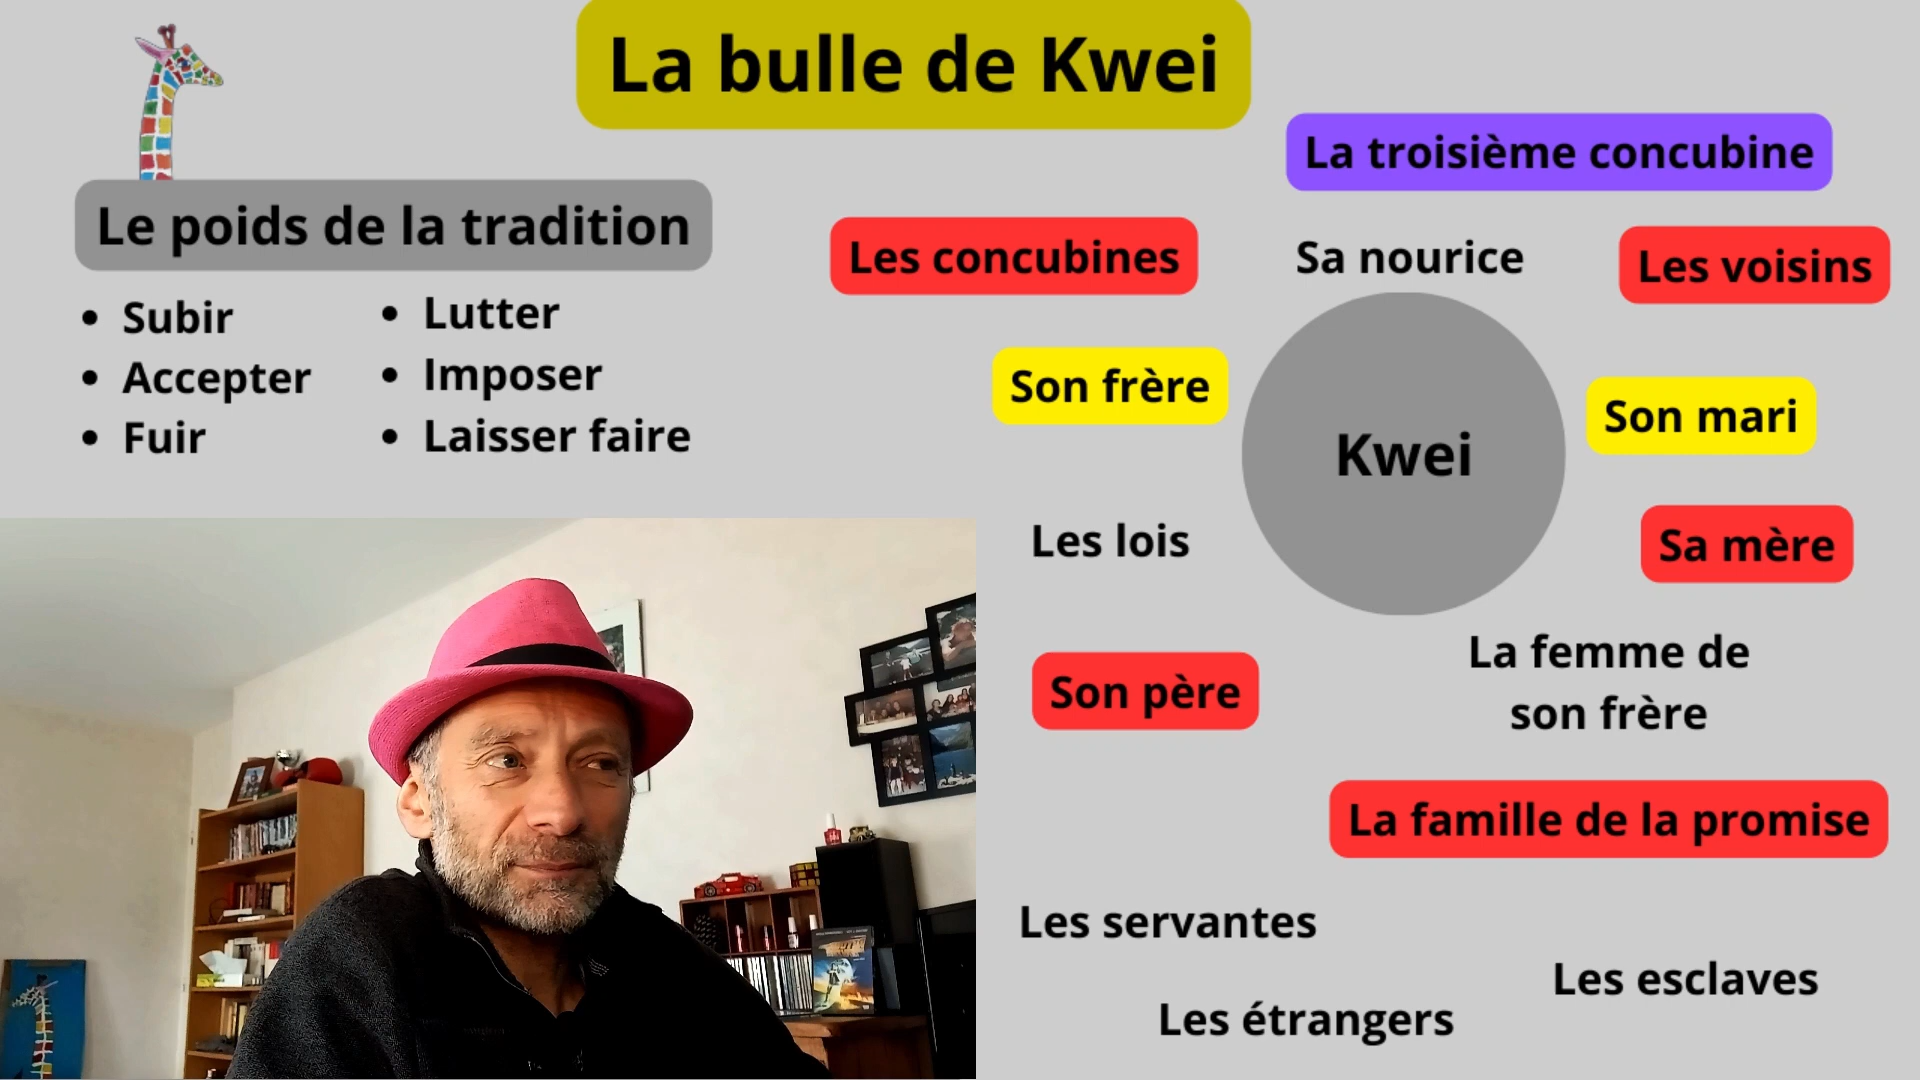 La bulle de Kwei
Le poids de la tradition
Subir
Accepter
Fuir
Lutter
Imposer
Laisser faire
La troisième concubine
Les concubines
Sa nourice
Les voisins
Son frère
Kwei
Son mari
Les lois
Sa mère
Son père
La femme de
son frère
La famille de la promise
Les servantes
Les esclaves
Les étrangers